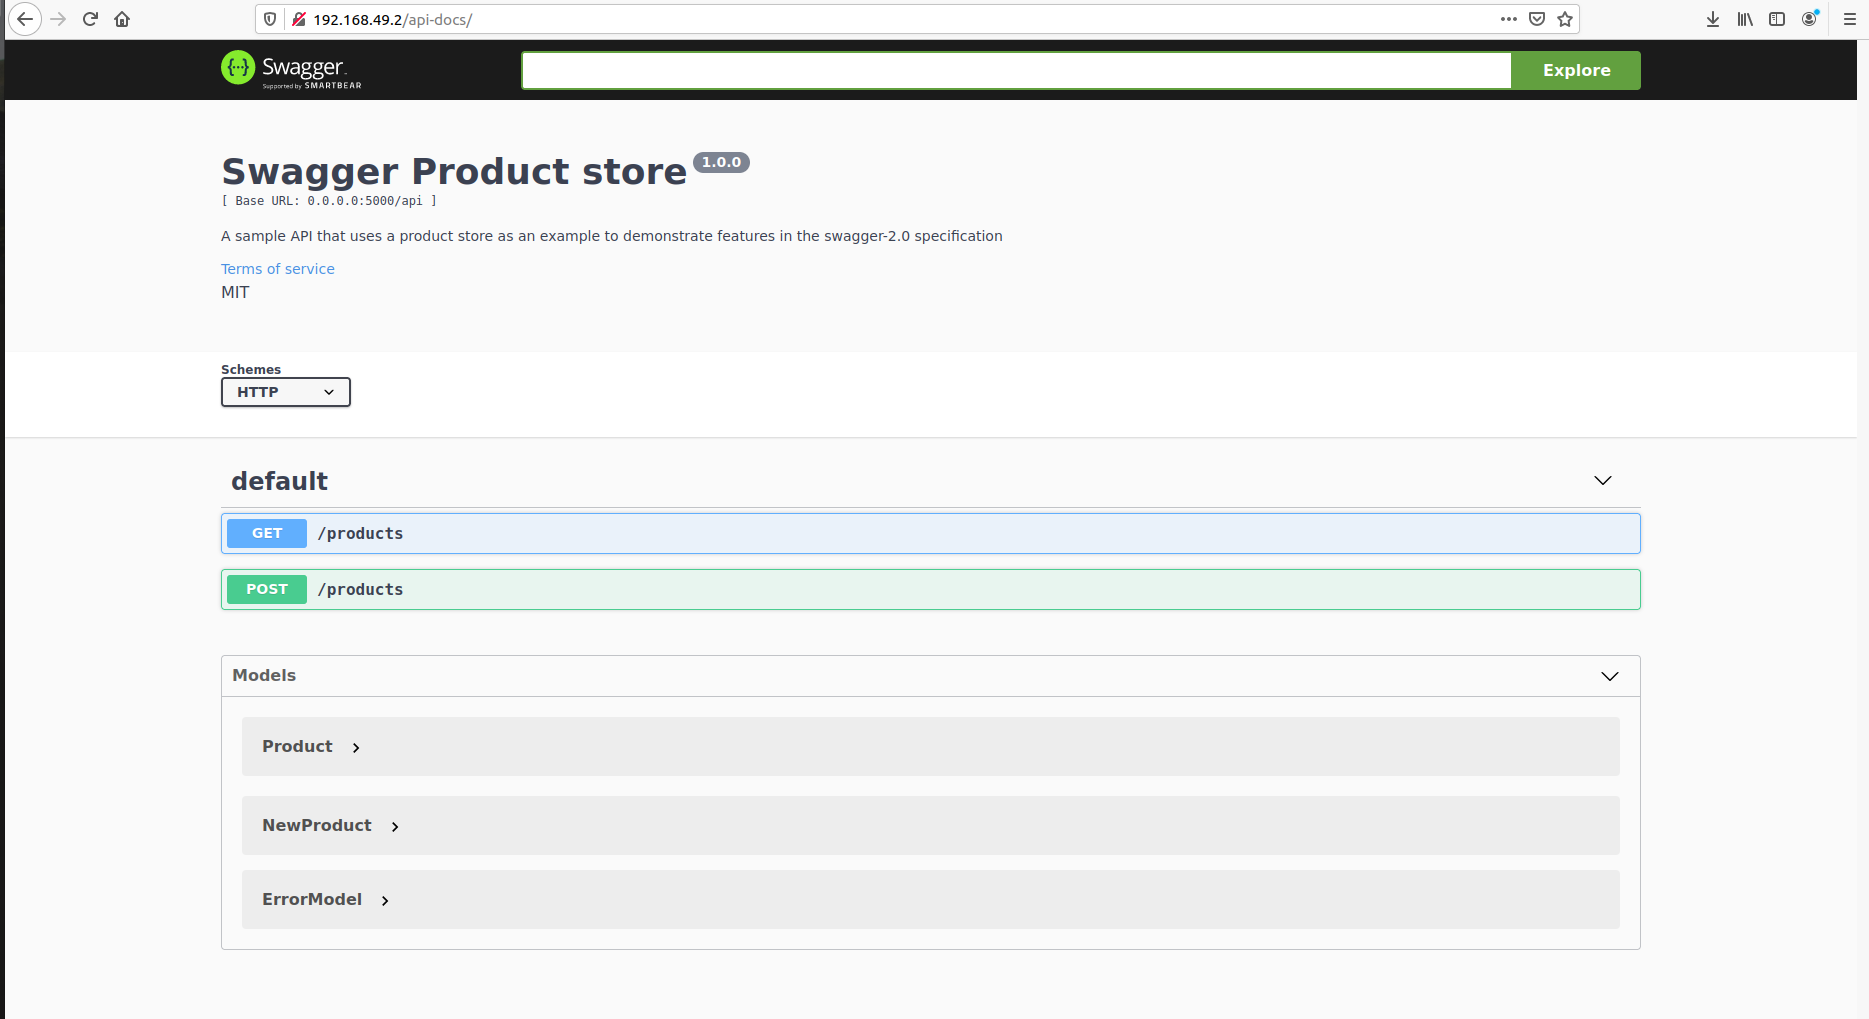 192.168.49.2/api-docs/
Swagger
Supported by SMARTBEAR
Explore
Swagger Product store 1.0.0
[ Base URL: 0.0.0.0:5000/api ]
A sample API that uses a product store as an example to demonstrate features in the swagger-2.0 specification
Terms of service
MIT
Schemes
HTTP
default
GET /products
POST /products
Models
Product
NewProduct
ErrorModel